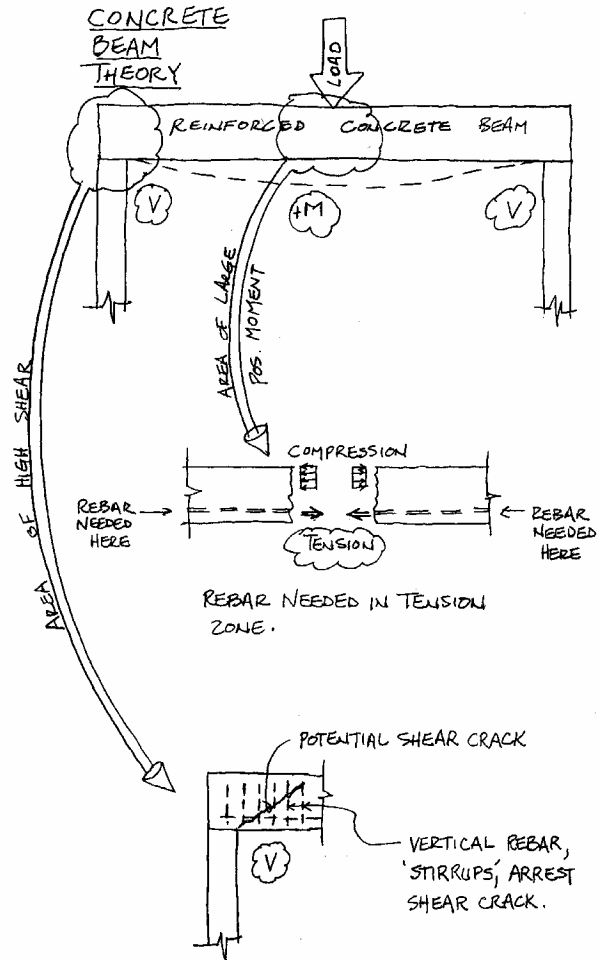 CONCRETE
BEAM
THEORY
LOAD
REINFORCED CONCRETE BEAM
V
+M
V
AREA OF LARGE
POS. MOMENT
AREA OF HIGH SHEAR
COMPRESSION
REBAR
NEEDED
HERE
TENSION
REBAR
NEEDED
HERE
REBAR NEEDED IN TENSION
ZONE.
POTENTIAL SHEAR CRACK
V
VERTICAL REBAR,
'STIRRUPS', ARREST
SHEAR CRACK.